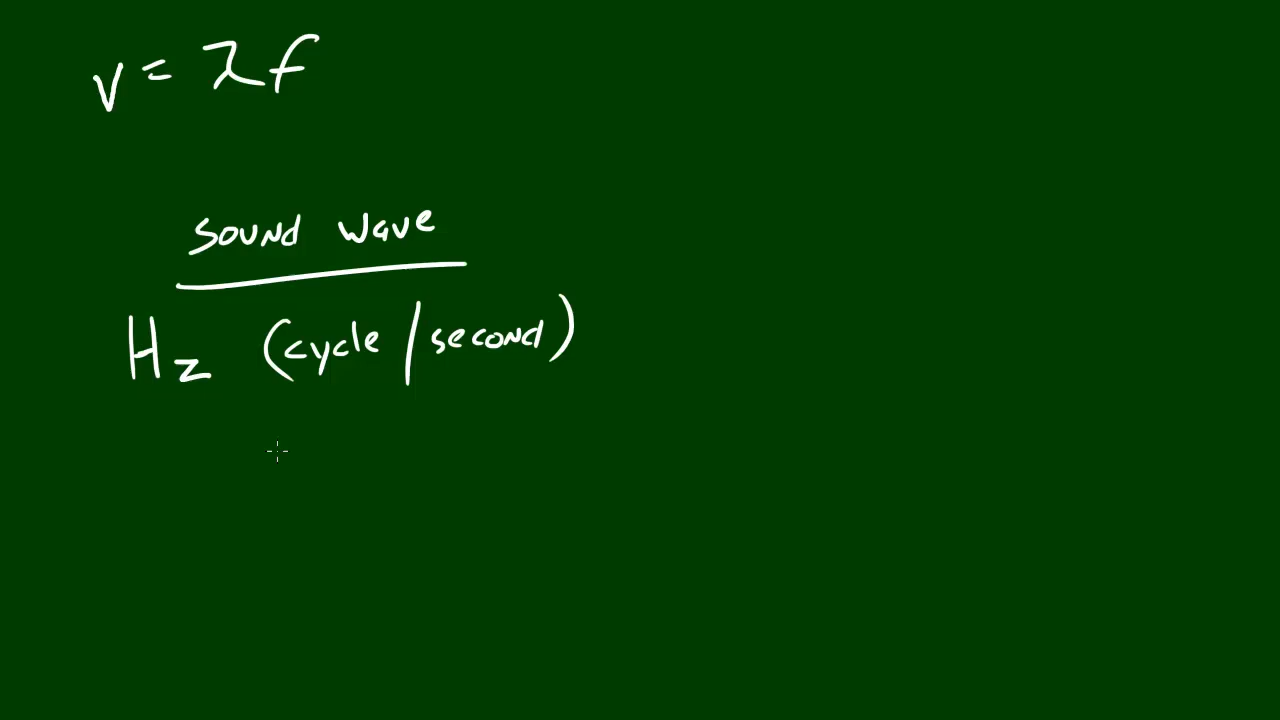 v = λf
Sound wave
Hz (cycle/second)